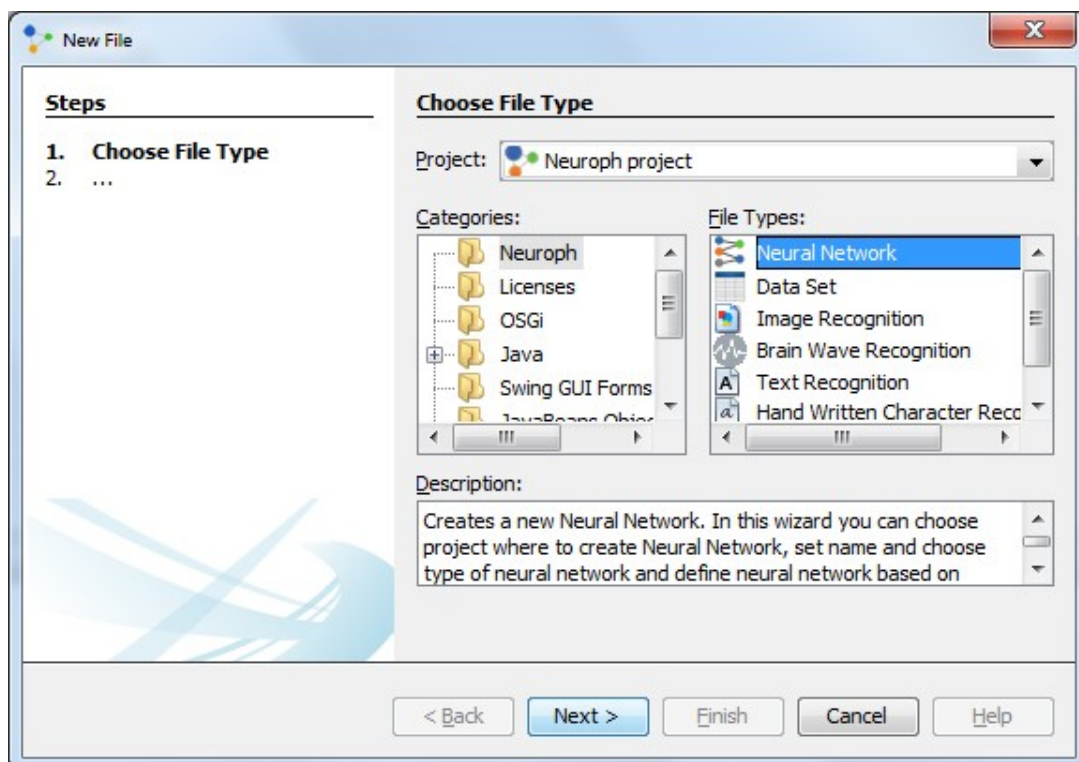 New File
Steps
1. Choose File Type
2. ...
Choose File Type
Project: Neuroph project
Categories:
Neuroph
Licenses
OSGi
Java
Swing GUI Forms
File Types:
Neural Network
Data Set
Image Recognition
Brain Wave Recognition
Text Recognition
Hand Written Character Reco
Description:
Creates a new Neural Network. In this wizard you can choose
project where to create Neural Network, set name and choose
type of neural network and define neural network based on
< Back Next > Finish Cancel Help